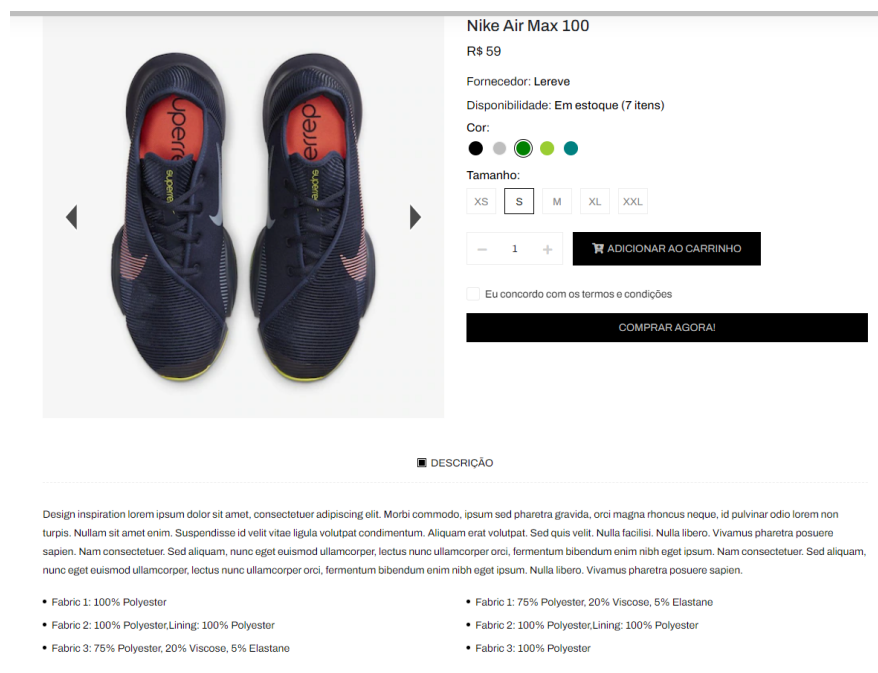 Nike Air Max 100
R$ 59
Fornecedor: Lereve
Disponibilidade: Em estoque (7 itens)
Cor:
Tamanho:
XS S M XL XXL
1 ADICIONAR AO CARRINHO
Eu concordo com os termos e condições
COMPRAR AGORA!
DESCRIÇÃO
Design inspiration lorem ipsum dolor sit amet, consectetuer adipiscing elit. Morbi commodo, ipsum sed pharetra gravida, orci magna rhoncus neque, id pulvinar odio lorem non
turpis. Nullam sit amet enim. Suspendisse id velit vitae ligula volutpat condimentum. Aliquam erat volutpat. Sed quis velit. Nulla facilisi. Nulla libero. Vivamus pharetra posuere
sapien. Nam consectetuer. Sed aliquam, nunc eget euismod ullamcorper, lectus nunc ullamcorper orci, fermentum bibendum enim nibh eget ipsum. Nam consectetuer. Sed aliquam,
nunc eget euismod ullamcorper, lectus nunc ullamcorper orci, fermentum bibendum enim nibh eget ipsum. Nulla libero. Vivamus pharetra posuere sapien.
Fabric 1: 100% Polyester
Fabric 2: 100% Polyester,Lining: 100% Polyester
Fabric 3: 75% Polyester, 20% Viscose, 5% Elastane
Fabric 1: 75% Polyester, 20% Viscose, 5% Elastane
Fabric 2: 100% Polyester,Lining: 100% Polyester
Fabric 3: 100% Polyester